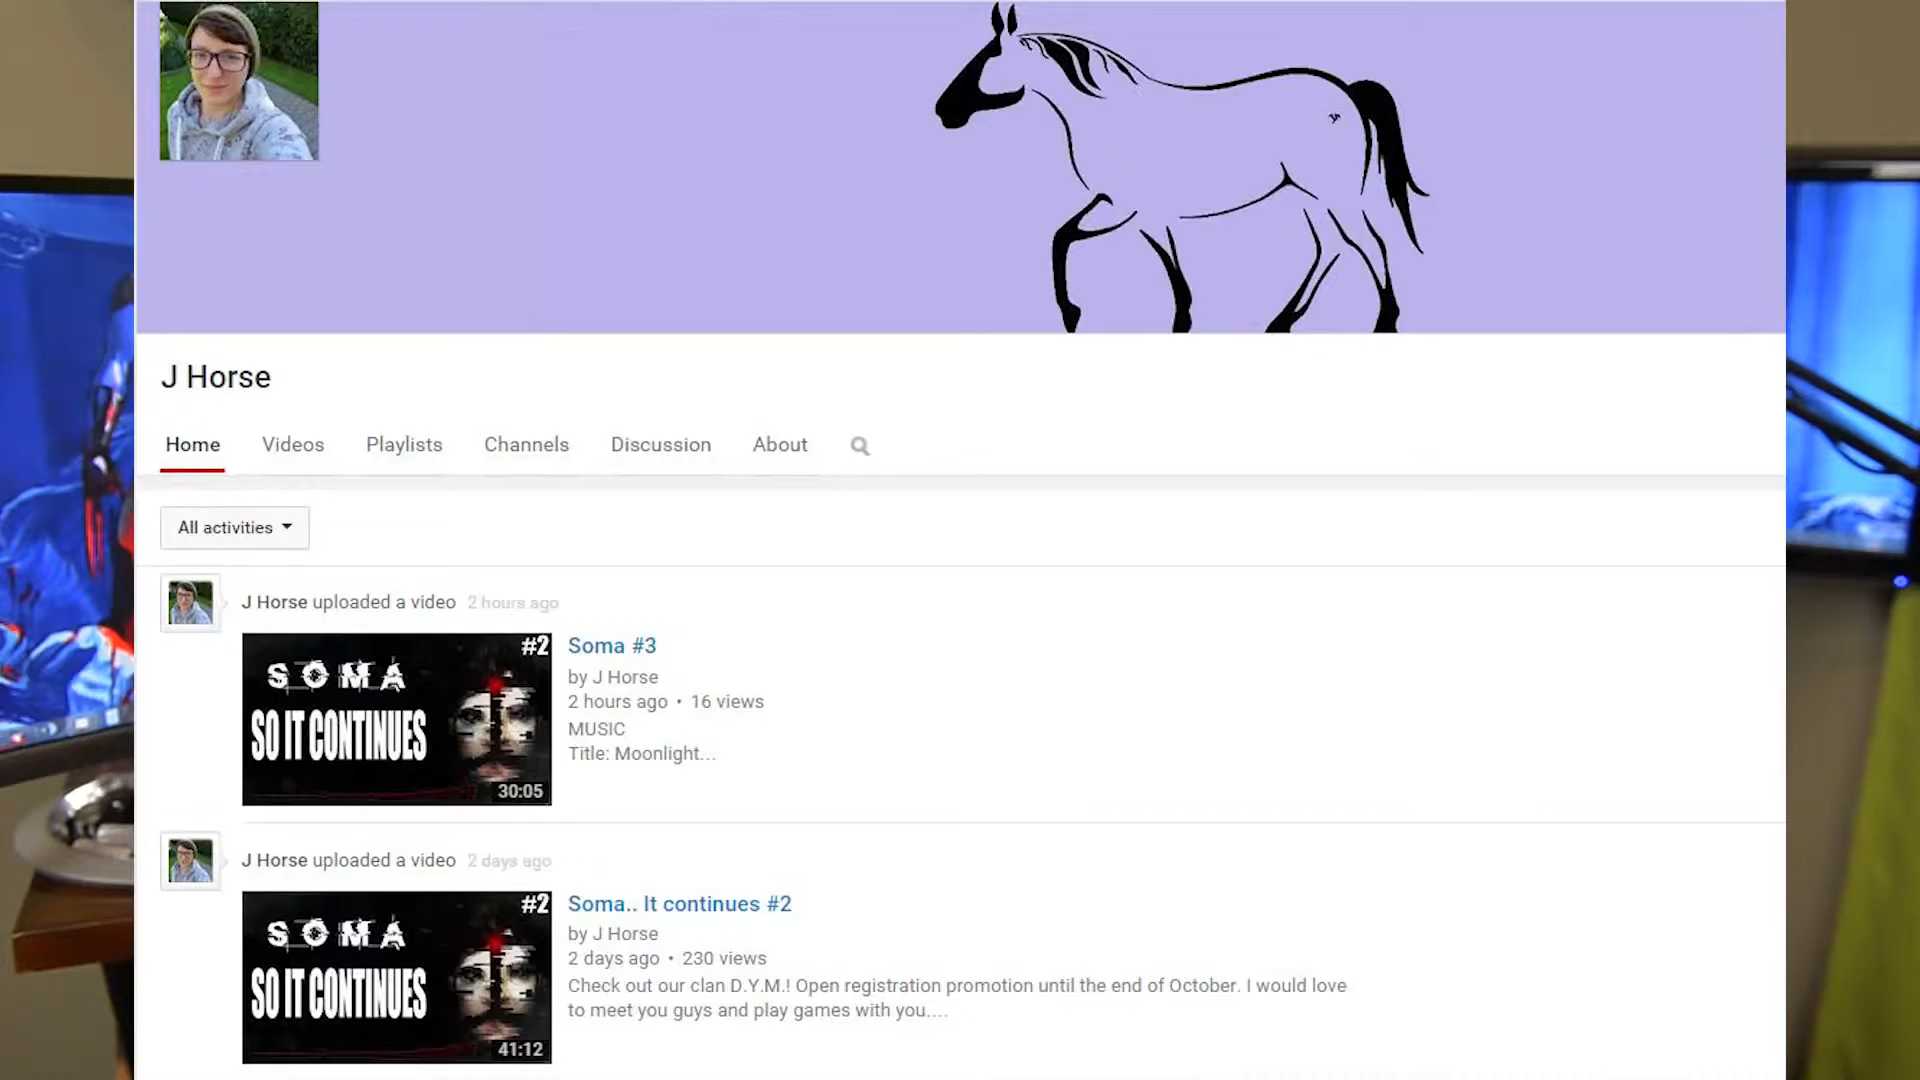 J Horse
Home Videos Playlists Channels Discussion About
All activities
J Horse uploaded a video 2 hours ago
#2
SOMA
SO IT CONTINUES
30:05
Soma #3
by J Horse
2 hours ago • 16 views
MUSIC
Title: Moonlight...
J Horse uploaded a video 2 days ago
#2
SOMA
SO IT CONTINUES
41:12
Soma.. It continues #2
by J Horse
2 days ago • 230 views
Check out our clan D.Y.M.! Open registration promotion until the end of October. I would love
to meet you guys and play games with you....